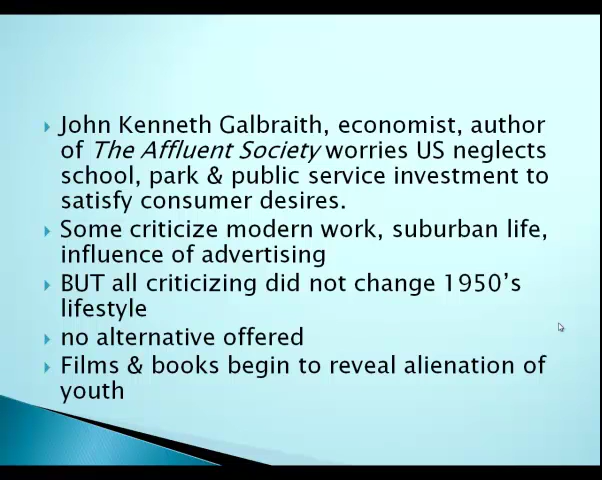 John Kenneth Galbraith, economist, author
of The Affluent Society worries US neglects
school, park & public service investment to
satisfy consumer desires.
Some criticize modern work, suburban life,
influence of advertising
BUT all criticizing did not change 1950's
lifestyle
no alternative offered
Films & books begin to reveal alienation of
youth